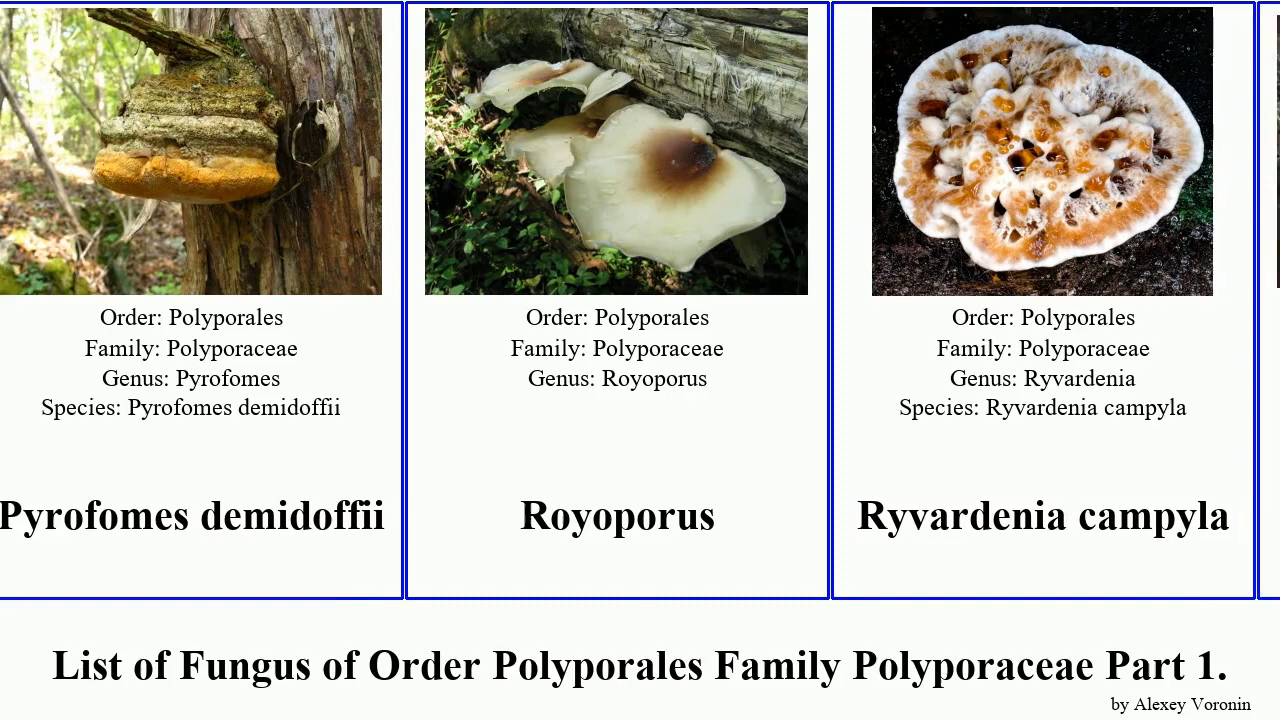 Order: Polyporales
Family: Polyporaceae
Genus: Pyrofomes
Species: Pyrofomes demidoffii
Pyrofomes demidoffii
Order: Polyporales
Family: Polyporaceae
Genus: Royoporus
Royoporus
Order: Polyporales
Family: Polyporaceae
Genus: Ryvardenia
Species: Ryvardenia campyla
Ryvardenia campyla
List of Fungus of Order Polyporales Family Polyporaceae Part 1.
by Alexey Voronin